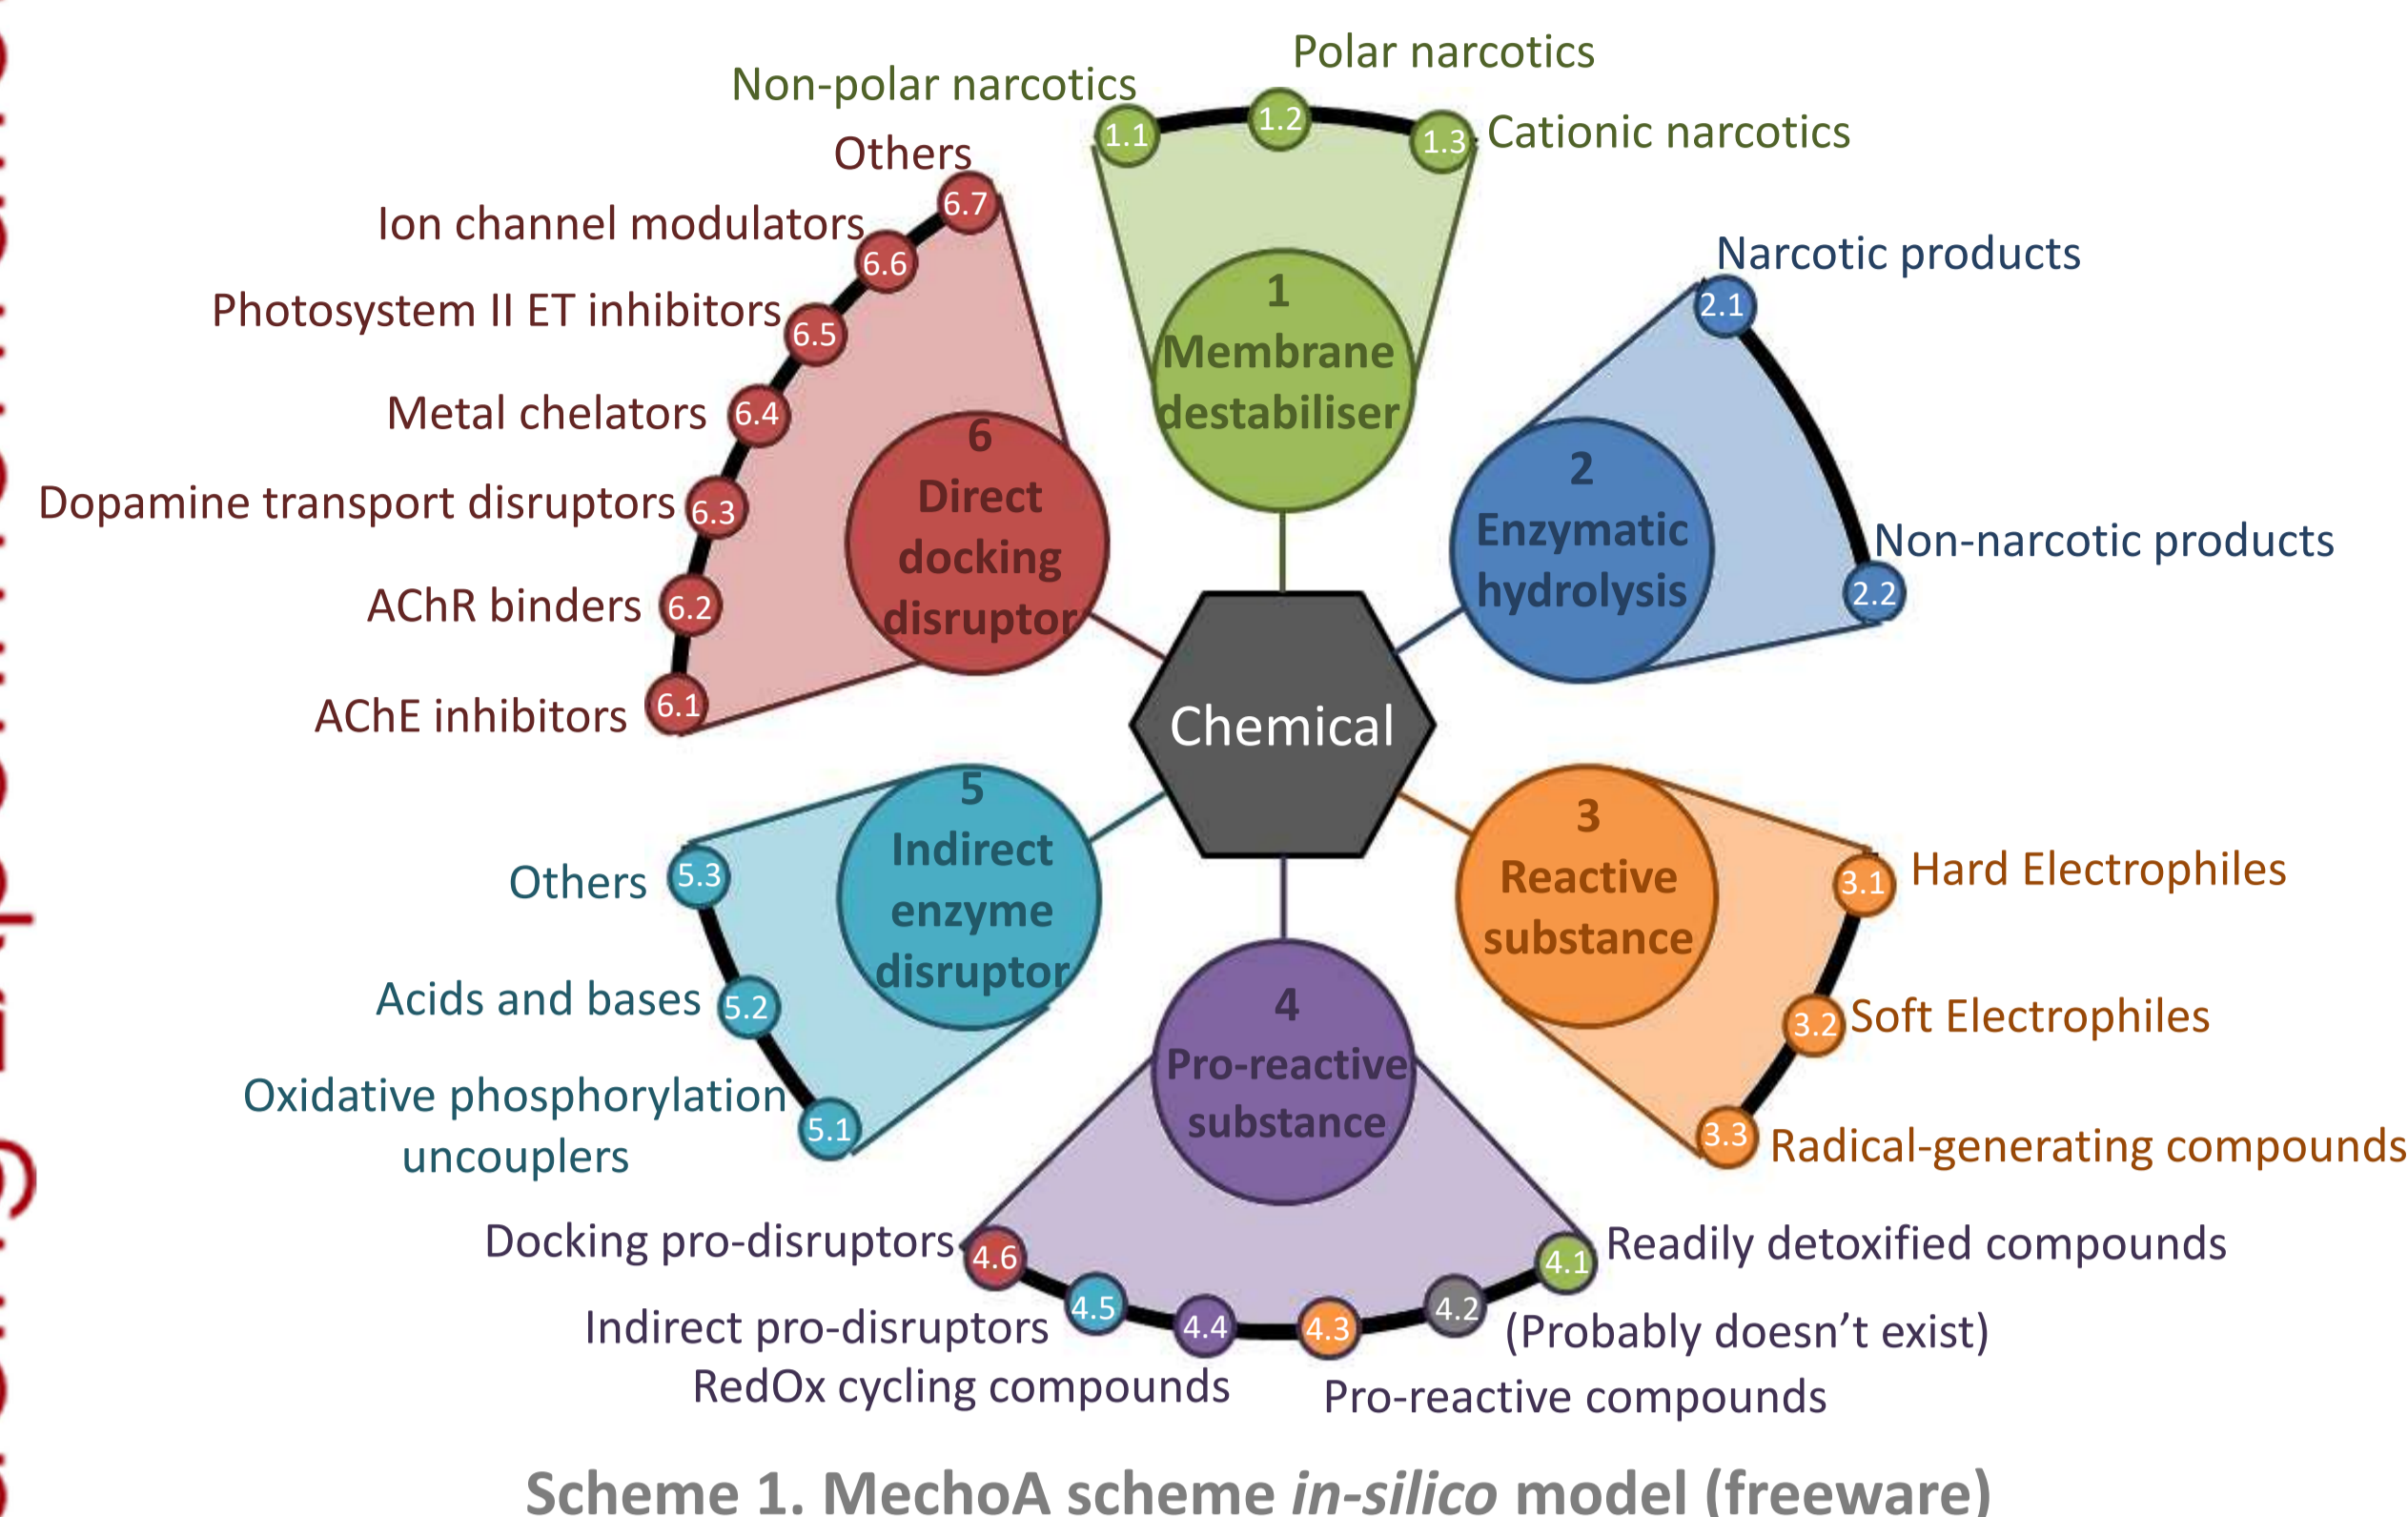 Polar narcotics
Non-polar narcotics
1.1
1.2
1.3
Cationic narcotics
1
Membrane
destabiliser
Narcotic products
2.1
2
Enzymatic
hydrolysis
Non-narcotic products
2.2
3
Reactive
substance
3.1
Hard Electrophiles
3.2
Soft Electrophiles
3.3
Radical-generating compounds
4
Pro-reactive
substance
4.1
Readily detoxified compounds
4.2
(Probably doesn’t exist)
4.3
Pro-reactive compounds
4.4
RedOx cycling compounds
4.5
Indirect pro-disruptors
4.6
Docking pro-disruptors
5
Indirect
enzyme
disruptor
5.1
Oxidative phosphorylation
uncouplers
5.2
Acids and bases
5.3
Others
6
Direct
docking
disruptor
6.1
AChE inhibitors
6.2
AChR binders
6.3
Dopamine transport disruptors
6.4
Metal chelators
6.5
Photosystem II ET inhibitors
6.6
Ion channel modulators
6.7
Others
Chemical
Scheme 1. MechoA scheme in-silico model (freeware)